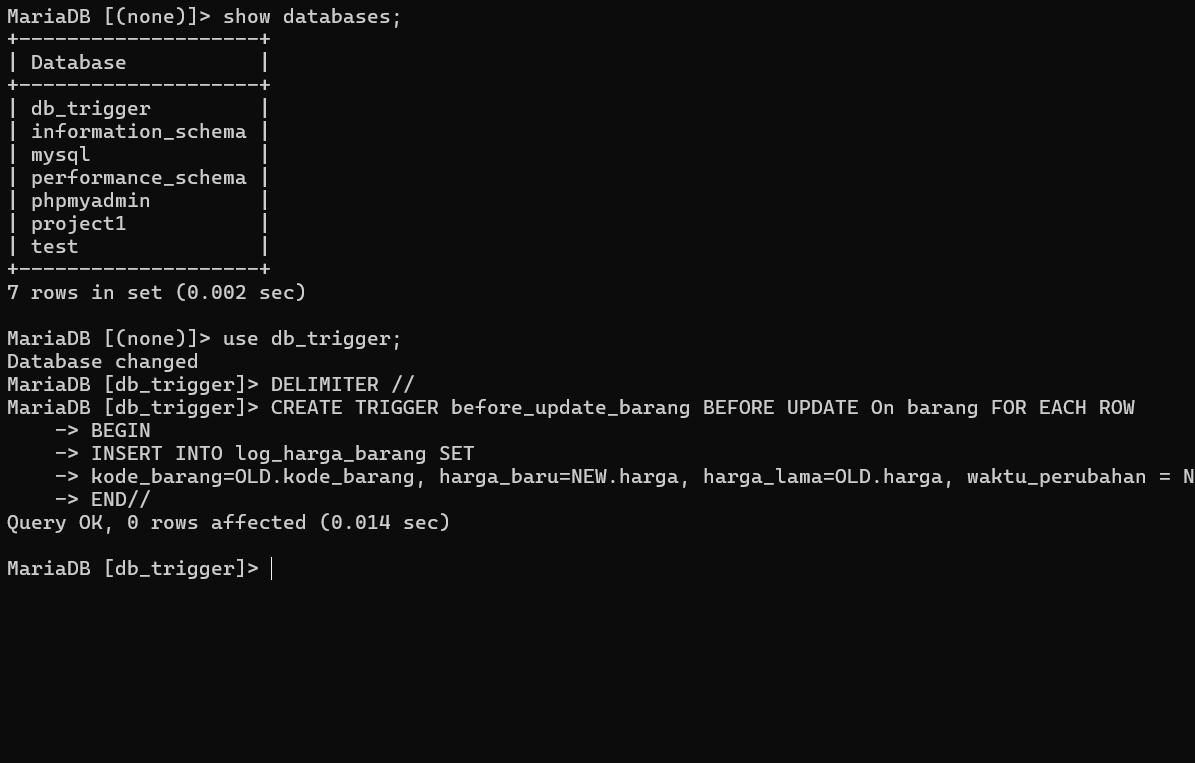 MariaDB [(none)]> show databases;
+--------------------+
| Database           |
+--------------------+
| db_trigger         |
| information_schema |
| mysql              |
| performance_schema |
| phpmyadmin         |
| project1           |
| test               |
+--------------------+
7 rows in set (0.002 sec)

MariaDB [(none)]> use db_trigger;
Database changed
MariaDB [db_trigger]> DELIMITER //
MariaDB [db_trigger]> CREATE TRIGGER before_update_barang BEFORE UPDATE On barang FOR EACH ROW
    -> BEGIN
    -> INSERT INTO log_harga_barang SET
    -> kode_barang=OLD.kode_barang, harga_baru=NEW.harga, harga_lama=OLD.harga, waktu_perubahan = N
    -> END//
Query OK, 0 rows affected (0.014 sec)

MariaDB [db_trigger]>